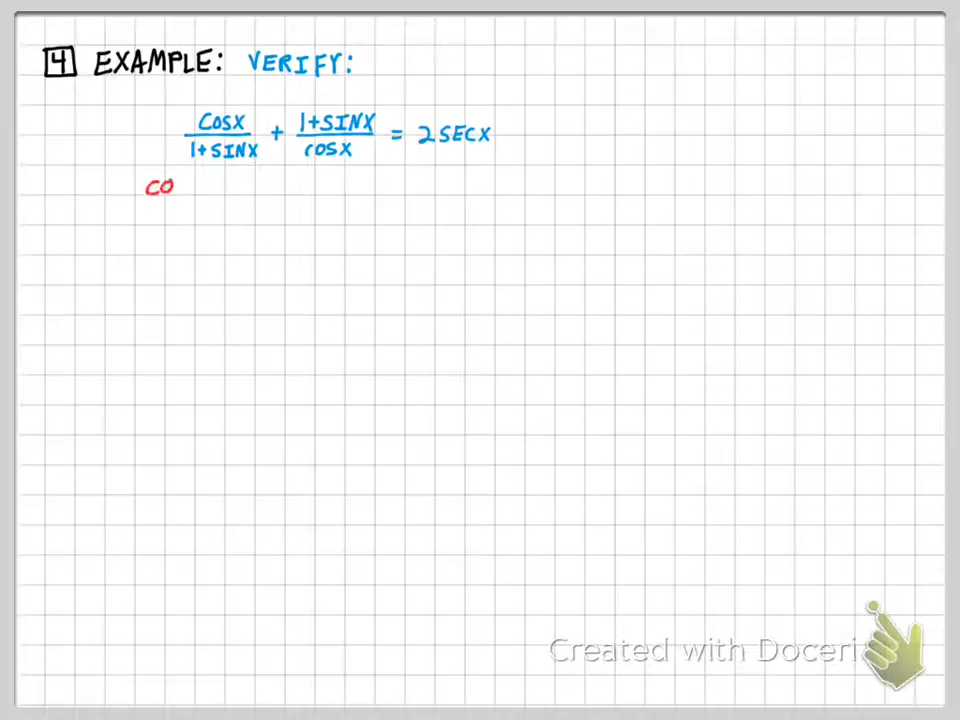 4 EXAMPLE: VERIFY:
COSX/1+SINX + 1+SINX/COSX = 2SECX
CO
Created with Doceri